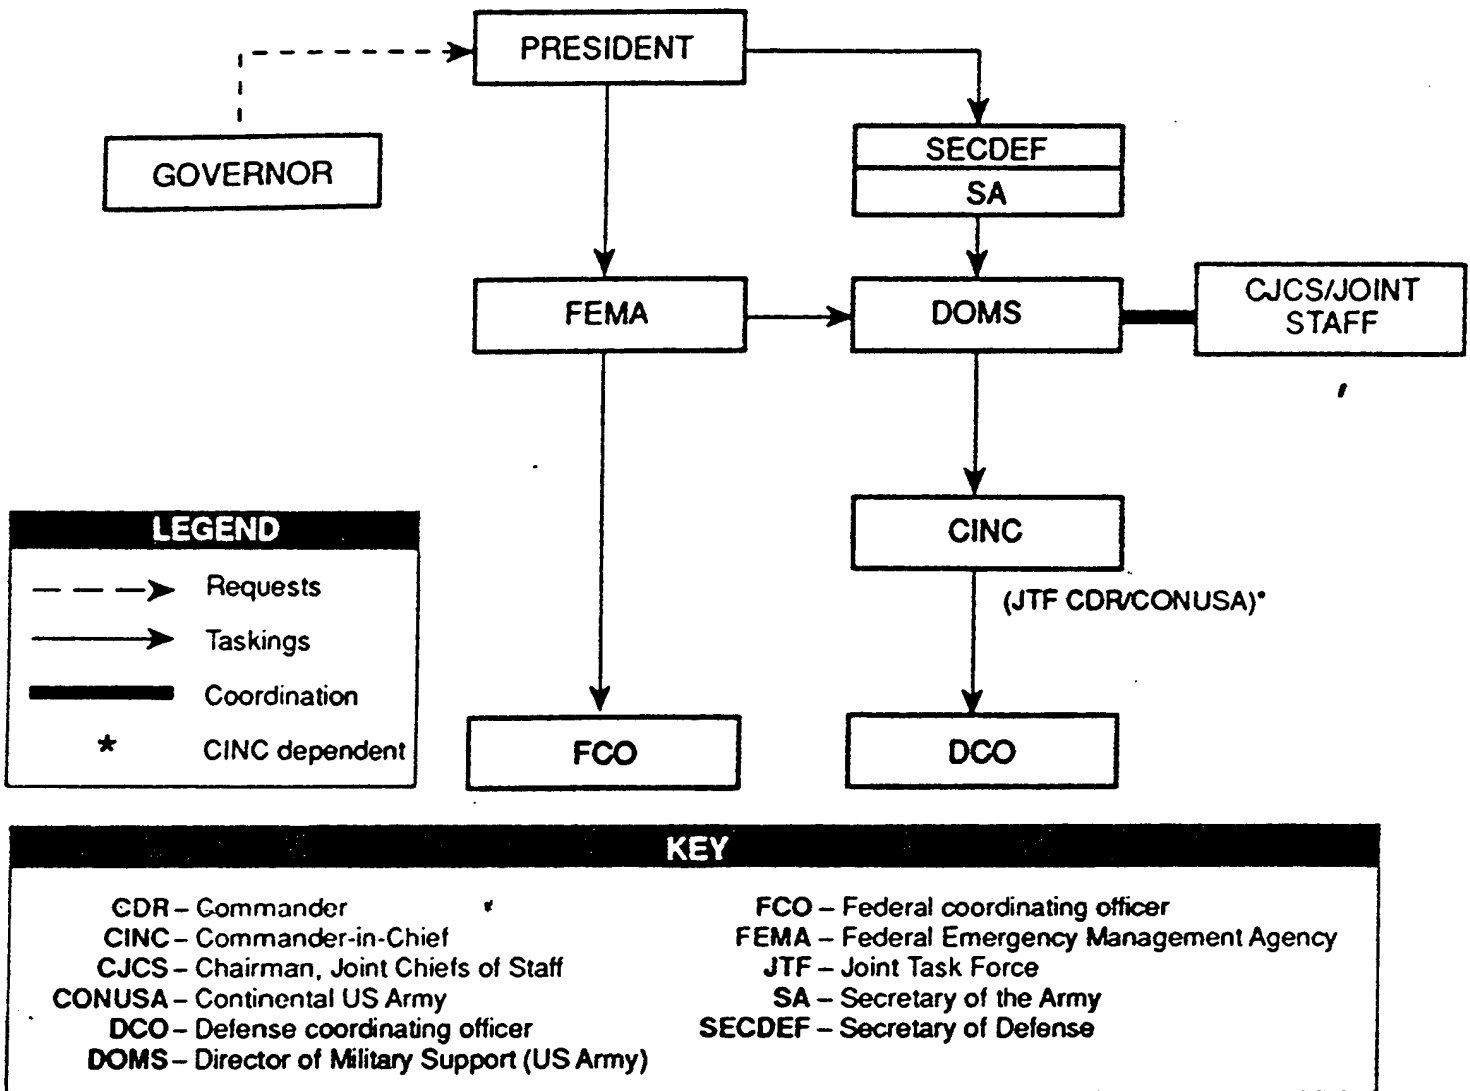 PRESIDENT
GOVERNOR
SECDEF
SA
FEMA
DOMS
CJCS/JOINT
STAFF
CINC
(JTF CDR/CONUSA)*
FCO
DCO
LEGEND
Requests
Taskings
Coordination
* CINC dependent
KEY
CDR – Commander
CINC – Commander-in-Chief
CJCS – Chairman, Joint Chiefs of Staff
CONUSA – Continental US Army
DCO – Defense coordinating officer
DOMS – Director of Military Support (US Army)
FCO – Federal coordinating officer
FEMA – Federal Emergency Management Agency
JTF – Joint Task Force
SA – Secretary of the Army
SECDEF – Secretary of Defense